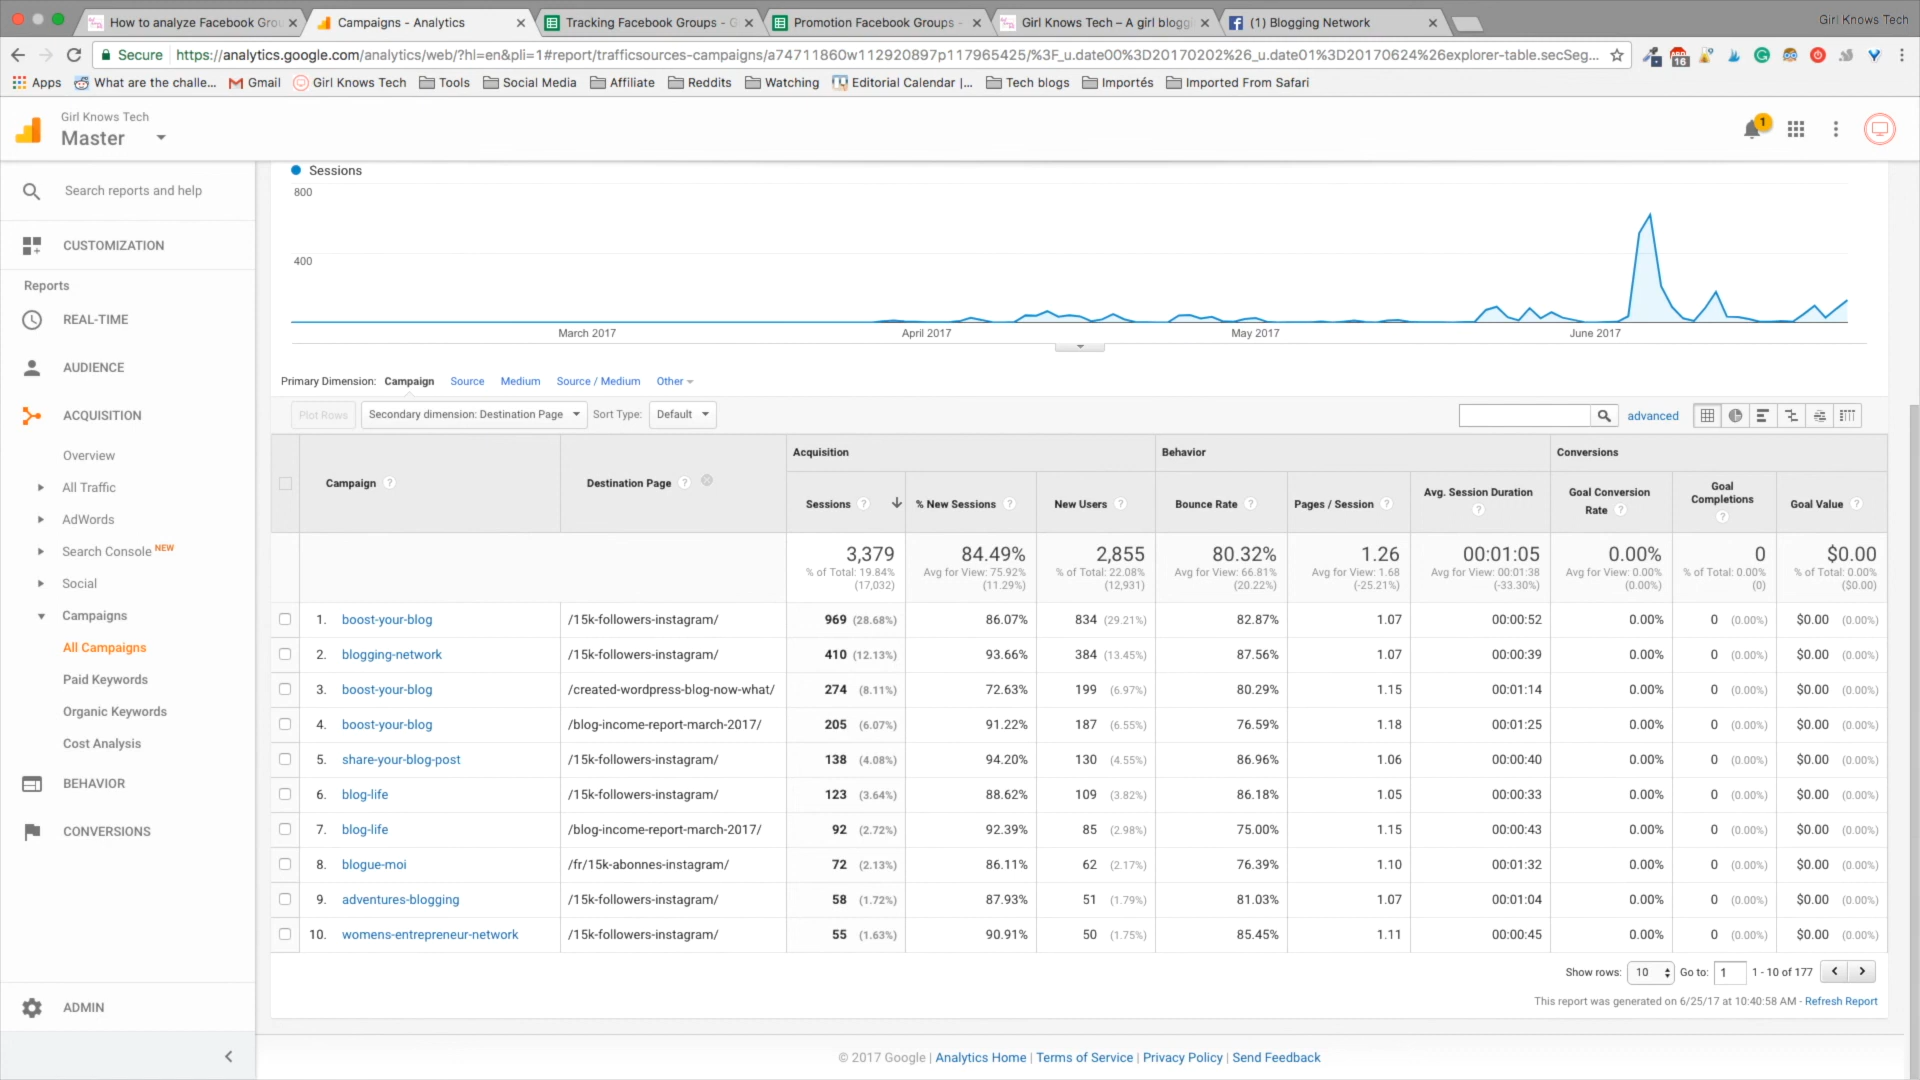 How to analyze Facebook Gro
Campaigns - Analytics
Tracking Facebook Groups - G
Promotion Facebook Groups -
Girl Knows Tech – A girl bloggi
(1) Blogging Network
Girl Knows Tech
Secure https://analytics.google.com/analytics/web/?hl=en&pli=1#report/trafficsources-campaigns/a74711860w112920897p117965425/%3F_u.date00%3D20170202%26_u.date01%3D20170624%26explorer-table.secSeg...
16
Apps What are the challe... Gmail Girl Knows Tech Tools Social Media Affiliate Reddits Watching Editorial Calendar |... Tech blogs Importés Imported From Safari
Girl Knows Tech
Master
1
Search reports and help
CUSTOMIZATION
Reports
REAL-TIME
AUDIENCE
ACQUISITION
Overview
All Traffic
AdWords
Search Console NEW
Social
Campaigns
All Campaigns
Paid Keywords
Organic Keywords
Cost Analysis
BEHAVIOR
CONVERSIONS
ADMIN
Sessions
800
400
March 2017 April 2017 May 2017 June 2017
Primary Dimension: Campaign Source Medium Source / Medium Other
Plot Rows Secondary dimension: Destination Page Sort Type: Default advanced
Campaign ? Destination Page ? Acquisition Behavior Conversions
Sessions ? % New Sessions ? New Users ? Bounce Rate ? Pages / Session ? Avg. Session Duration ? Goal Conversion Rate ? Goal Completions ? Goal Value ?
3,379 84.49% 2,855 80.32% 1.26 00:01:05 0.00% 0 $0.00
% of Total: 19.84% Avg for View: 75.92% % of Total: 22.08% Avg for View: 66.81% Avg for View: 1.68 Avg for View: 00:01:38 Avg for View: 0.00% % of Total: 0.00% % of Total: 0.00%
(17,032) (11.29%) (12,931) (20.22%) (-25.21%) (-33.30%) (0.00%) (0) ($0.00)
1. boost-your-blog /15k-followers-instagram/ 969 (28.68%) 86.07% 834 (29.21%) 82.87% 1.07 00:00:52 0.00% 0 (0.00%) $0.00 (0.00%)
2. blogging-network /15k-followers-instagram/ 410 (12.13%) 93.66% 384 (13.45%) 87.56% 1.07 00:00:39 0.00% 0 (0.00%) $0.00 (0.00%)
3. boost-your-blog /created-wordpress-blog-now-what/ 274 (8.11%) 72.63% 199 (6.97%) 80.29% 1.15 00:01:14 0.00% 0 (0.00%) $0.00 (0.00%)
4. boost-your-blog /blog-income-report-march-2017/ 205 (6.07%) 91.22% 187 (6.55%) 76.59% 1.18 00:01:25 0.00% 0 (0.00%) $0.00 (0.00%)
5. share-your-blog-post /15k-followers-instagram/ 138 (4.08%) 94.20% 130 (4.55%) 86.96% 1.06 00:00:40 0.00% 0 (0.00%) $0.00 (0.00%)
6. blog-life /15k-followers-instagram/ 123 (3.64%) 88.62% 109 (3.82%) 86.18% 1.05 00:00:33 0.00% 0 (0.00%) $0.00 (0.00%)
7. blog-life /blog-income-report-march-2017/ 92 (2.72%) 92.39% 85 (2.98%) 75.00% 1.15 00:00:43 0.00% 0 (0.00%) $0.00 (0.00%)
8. blogue-moi /fr/15k-abonnes-instagram/ 72 (2.13%) 86.11% 62 (2.17%) 76.39% 1.10 00:01:32 0.00% 0 (0.00%) $0.00 (0.00%)
9. adventures-blogging /15k-followers-instagram/ 58 (1.72%) 87.93% 51 (1.79%) 81.03% 1.07 00:01:04 0.00% 0 (0.00%) $0.00 (0.00%)
10. womens-entrepreneur-network /15k-followers-instagram/ 55 (1.63%) 90.91% 50 (1.75%) 85.45% 1.11 00:00:45 0.00% 0 (0.00%) $0.00 (0.00%)
Show rows: 10 Go to: 1 1 - 10 of 177
This report was generated on 6/25/17 at 10:40:58 AM - Refresh Report
© 2017 Google | Analytics Home | Terms of Service | Privacy Policy | Send Feedback